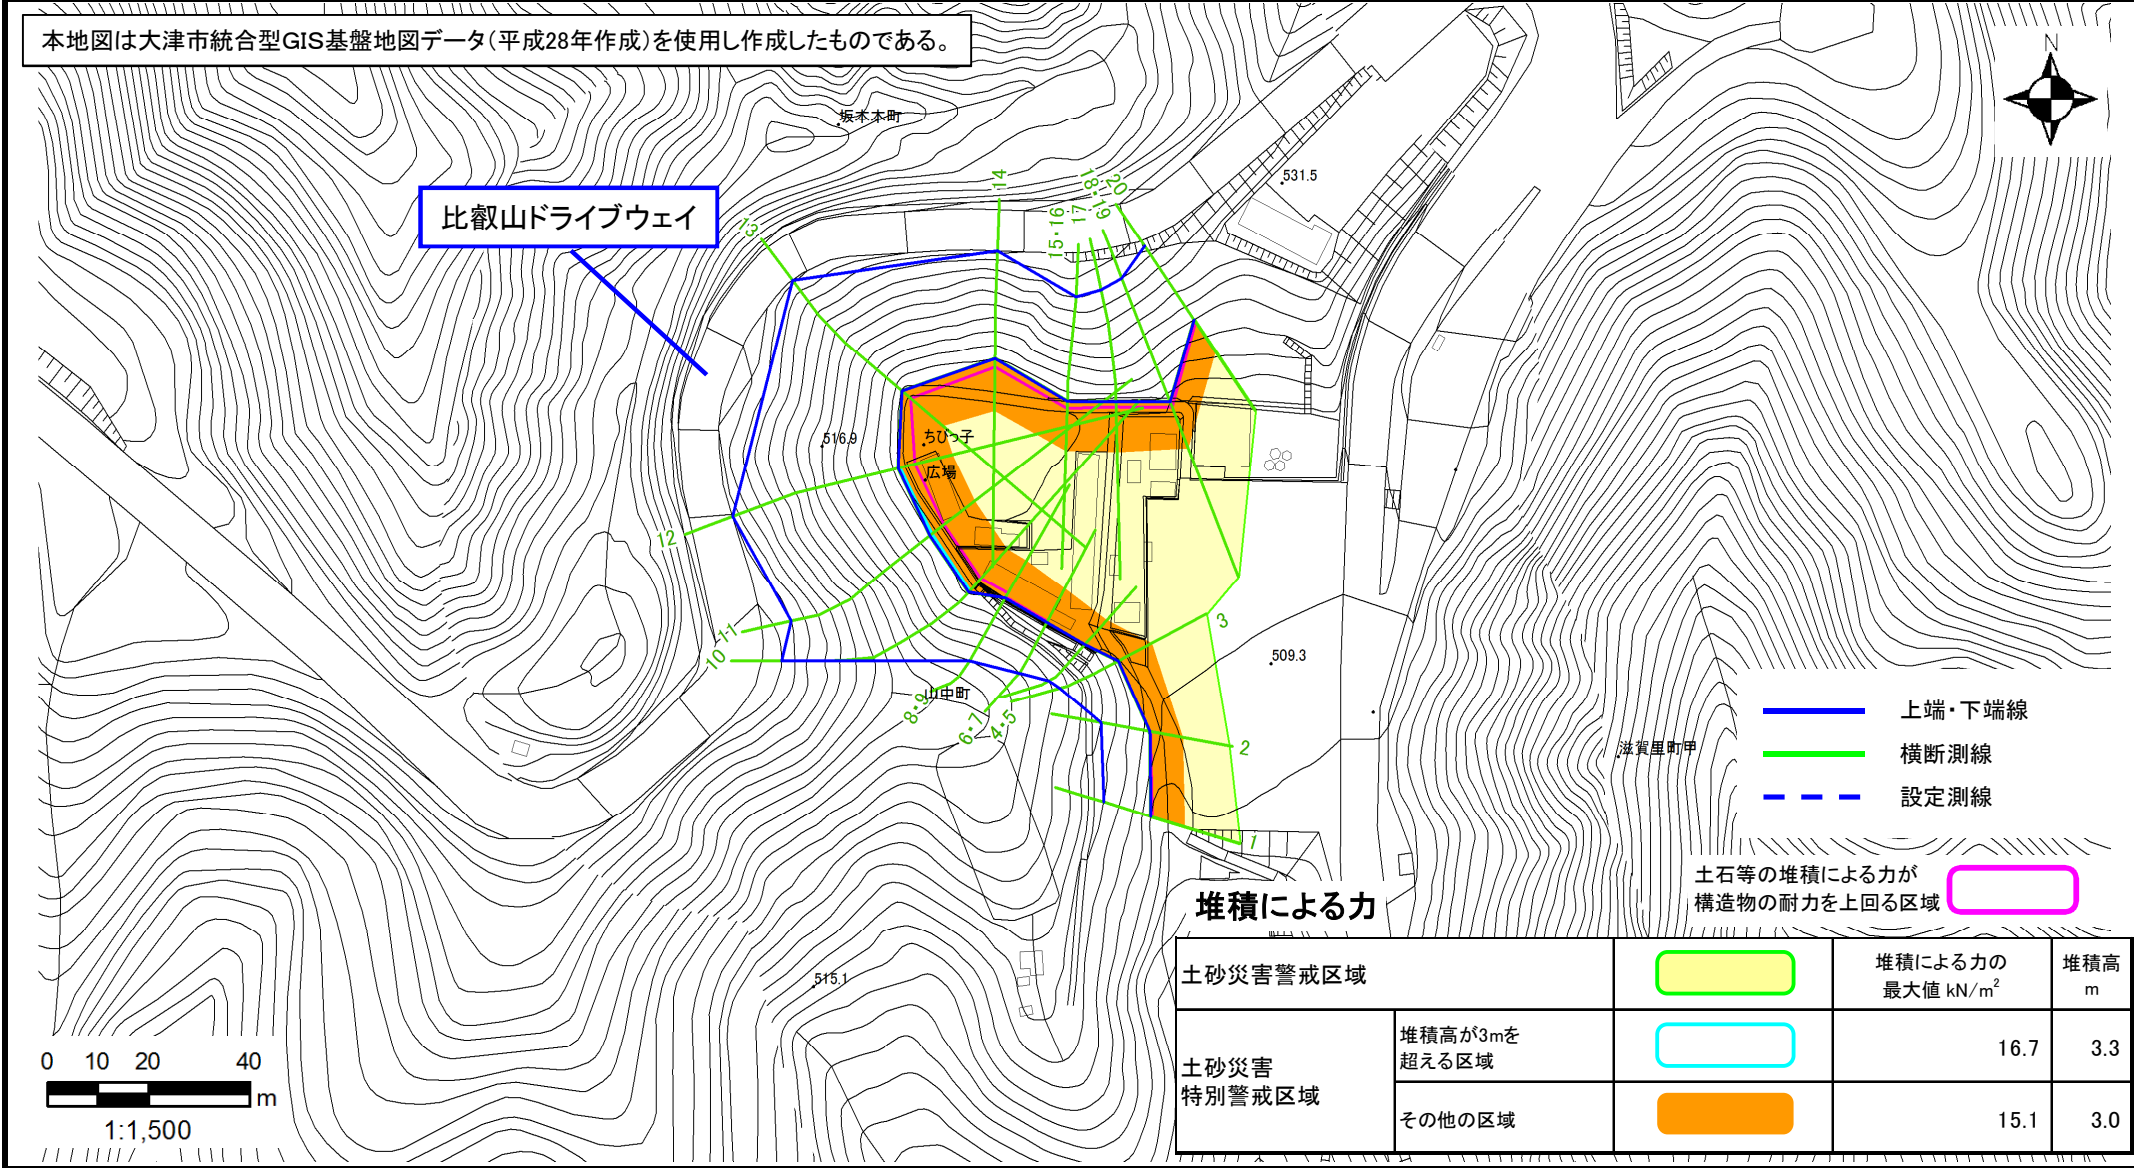 本地図は大津市統合型GIS基盤地図データ(平成28年作成)を使用し作成したものである。
N
坂本本町
比叡山ドライブウェイ
531.5
13
14
15・16
17
18・19
20
516.9
ちびっ子
広場
12
11
10
8・9
山中町
6・7
4・5
3
509.3
2
1
滋賀里町甲
515.1
上端・下端線
横断測線
設定測線
土石等の堆積による力が
構造物の耐力を上回る区域
堆積による力
土砂災害警戒区域
堆積による力の
最大値 kN/m²
堆積高
m
土砂災害
特別警戒区域
堆積高が3mを
超える区域
16.7
3.3
その他の区域
15.1
3.0
0 10 20 40
m
1:1,500